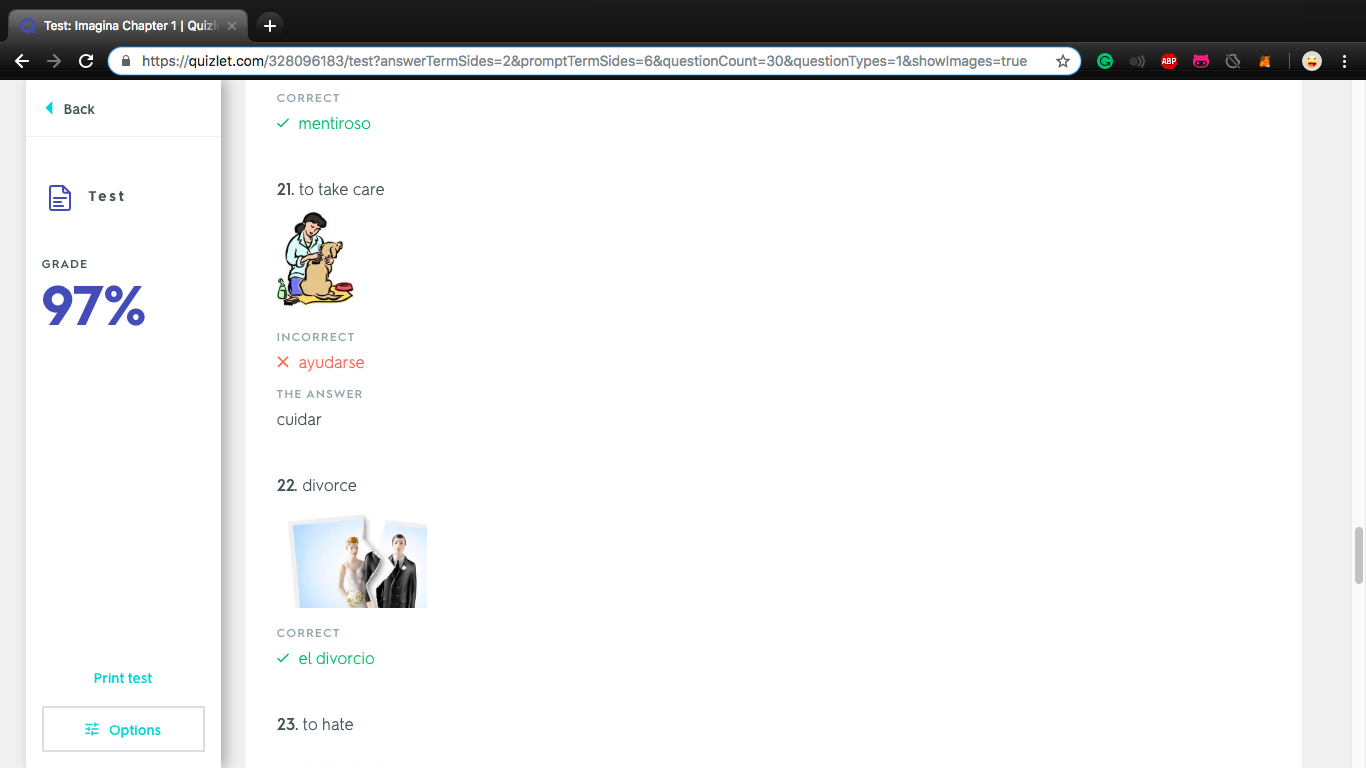 Test: Imagina Chapter 1 | Quizl
https://quizlet.com/328096183/test?answerTermSides=2&promptTermSides=6&questionCount=30&questionTypes=1&showImages=true
ABP
Back
Test
GRADE
97%
Print test
Options
CORRECT
mentiroso
21. to take care
INCORRECT
ayudarse
THE ANSWER
cuidar
22. divorce
CORRECT
el divorcio
23. to hate